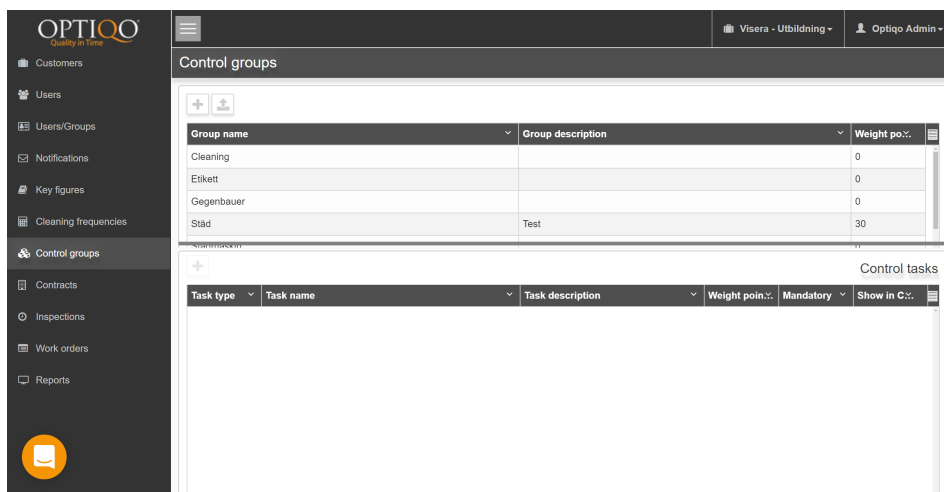 OPTIQO
Quality in Time
Visera - Utbildning
Optiqo Admin
Customers
Users
Users/Groups
Notifications
Key figures
Cleaning frequencies
Control groups
Contracts
Inspections
Work orders
Reports
Control groups
Group name Group description Weight po...
Cleaning 0
Etikett 0
Gegenbauer 0
Städ Test 30
Control tasks
Task type Task name Task description Weight poin... Mandatory Show in C...